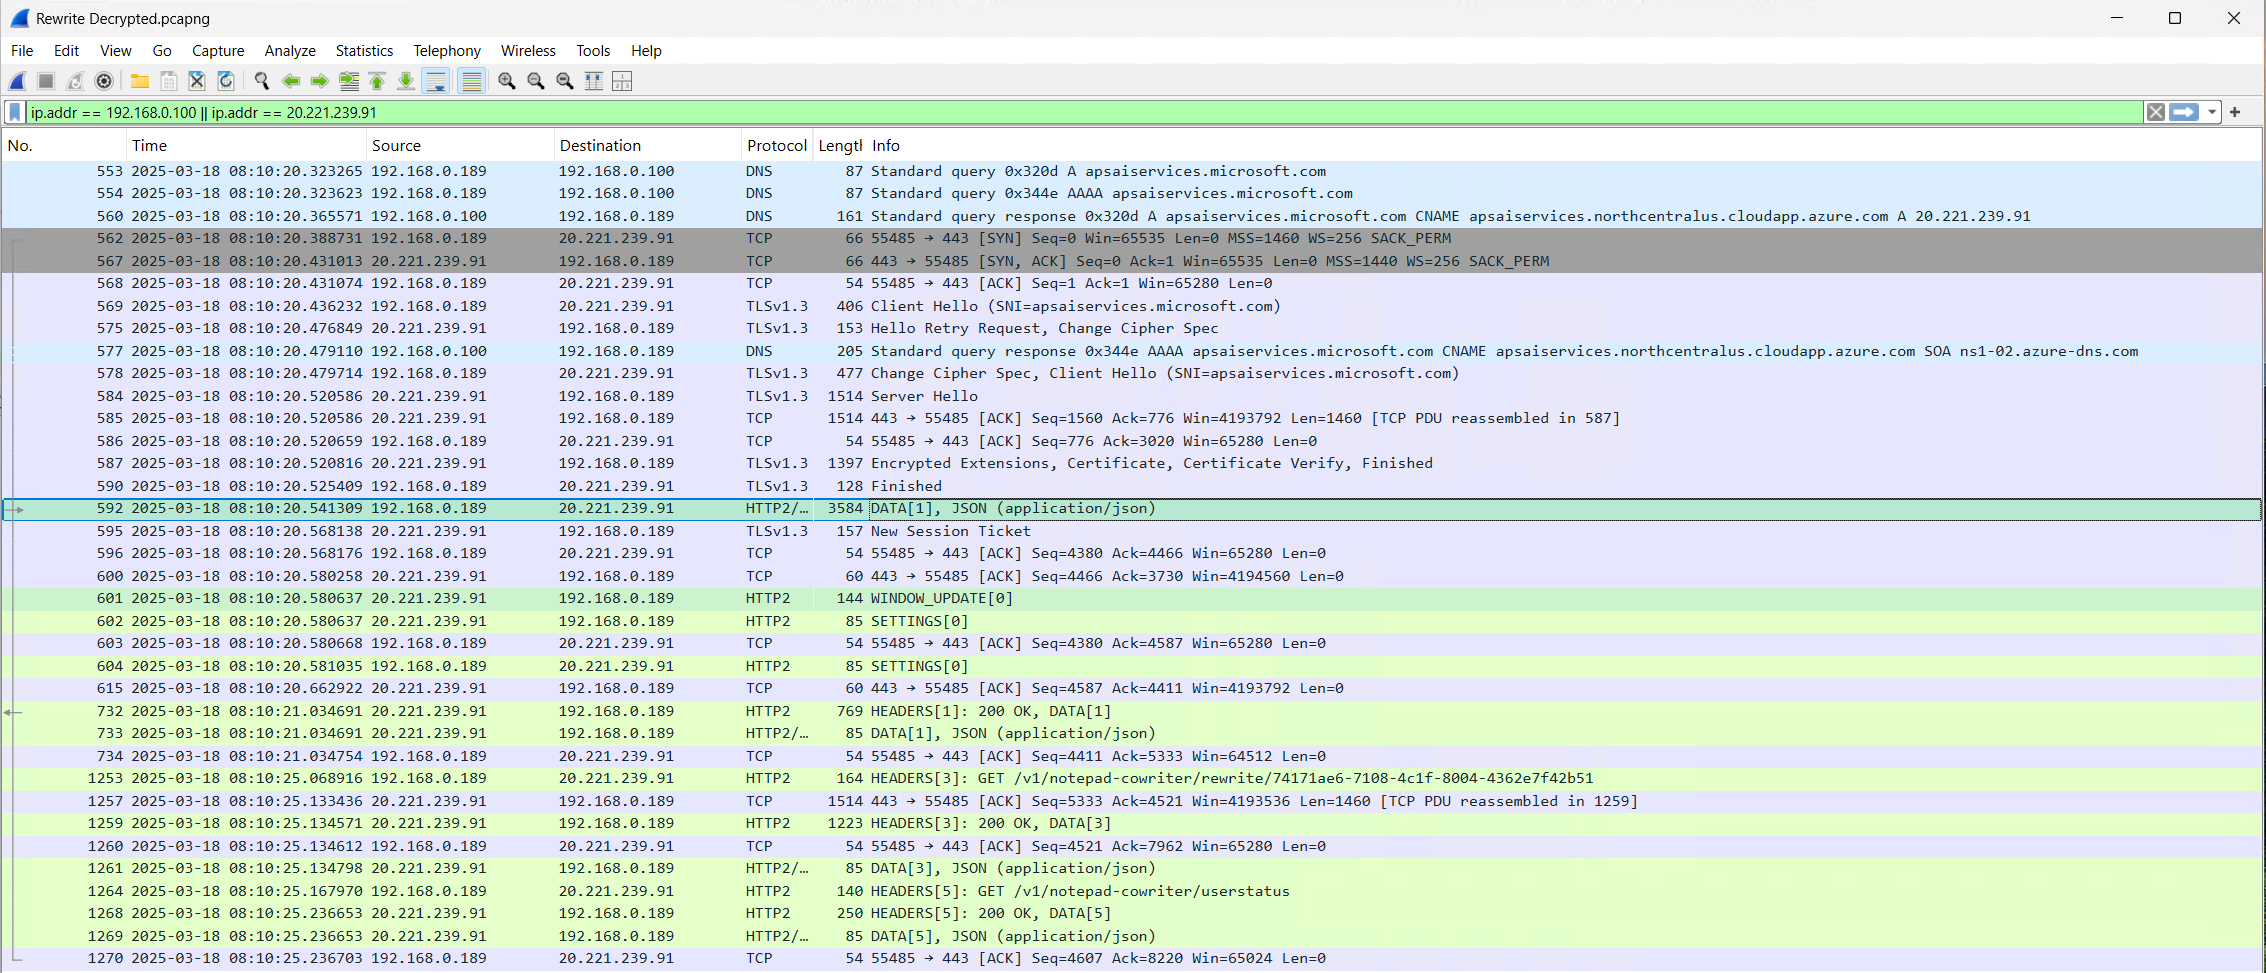 Rewrite Decrypted.pcapng
File Edit View Go Capture Analyze Statistics Telephony Wireless Tools Help
ip.addr == 192.168.0.100 || ip.addr == 20.221.239.91
No. Time Source Destination Protocol Lengtl Info
553 2025-03-18 08:10:20.323265 192.168.0.189 192.168.0.100 DNS 87 Standard query 0x320d A apsaiservices.microsoft.com
554 2025-03-18 08:10:20.323623 192.168.0.189 192.168.0.100 DNS 87 Standard query 0x344e AAAA apsaiservices.microsoft.com
560 2025-03-18 08:10:20.365571 192.168.0.100 192.168.0.189 DNS 161 Standard query response 0x320d A apsaiservices.microsoft.com CNAME apsaiservices.northcentralus.cloudapp.azure.com A 20.221.239.91
562 2025-03-18 08:10:20.388731 192.168.0.189 20.221.239.91 TCP 66 55485 → 443 [SYN] Seq=0 Win=65535 Len=0 MSS=1460 WS=256 SACK_PERM
567 2025-03-18 08:10:20.431013 20.221.239.91 192.168.0.189 TCP 66 443 → 55485 [SYN, ACK] Seq=0 Ack=1 Win=65535 Len=0 MSS=1440 WS=256 SACK_PERM
568 2025-03-18 08:10:20.431074 192.168.0.189 20.221.239.91 TCP 54 55485 → 443 [ACK] Seq=1 Ack=1 Win=65280 Len=0
569 2025-03-18 08:10:20.436232 192.168.0.189 20.221.239.91 TLSv1.3 406 Client Hello (SNI=apsaiservices.microsoft.com)
575 2025-03-18 08:10:20.476849 20.221.239.91 192.168.0.189 TLSv1.3 153 Hello Retry Request, Change Cipher Spec
577 2025-03-18 08:10:20.479110 192.168.0.100 192.168.0.189 DNS 205 Standard query response 0x344e AAAA apsaiservices.microsoft.com CNAME apsaiservices.northcentralus.cloudapp.azure.com SOA ns1-02.azure-dns.com
578 2025-03-18 08:10:20.479714 192.168.0.189 20.221.239.91 TLSv1.3 477 Change Cipher Spec, Client Hello (SNI=apsaiservices.microsoft.com)
584 2025-03-18 08:10:20.520586 20.221.239.91 192.168.0.189 TLSv1.3 1514 Server Hello
585 2025-03-18 08:10:20.520586 20.221.239.91 192.168.0.189 TCP 1514 443 → 55485 [ACK] Seq=1560 Ack=776 Win=4193792 Len=1460 [TCP PDU reassembled in 587]
586 2025-03-18 08:10:20.520659 192.168.0.189 20.221.239.91 TCP 54 55485 → 443 [ACK] Seq=776 Ack=3020 Win=65280 Len=0
587 2025-03-18 08:10:20.520816 20.221.239.91 192.168.0.189 TLSv1.3 1397 Encrypted Extensions, Certificate, Certificate Verify, Finished
590 2025-03-18 08:10:20.525409 192.168.0.189 20.221.239.91 TLSv1.3 128 Finished
592 2025-03-18 08:10:20.541309 192.168.0.189 20.221.239.91 HTTP2/… 3584 DATA[1], JSON (application/json)
595 2025-03-18 08:10:20.568138 20.221.239.91 192.168.0.189 TLSv1.3 157 New Session Ticket
596 2025-03-18 08:10:20.568176 192.168.0.189 20.221.239.91 TCP 54 55485 → 443 [ACK] Seq=4380 Ack=4466 Win=65280 Len=0
600 2025-03-18 08:10:20.580258 20.221.239.91 192.168.0.189 TCP 60 443 → 55485 [ACK] Seq=4466 Ack=3730 Win=4194560 Len=0
601 2025-03-18 08:10:20.580637 20.221.239.91 192.168.0.189 HTTP2 144 WINDOW_UPDATE[0]
602 2025-03-18 08:10:20.580637 20.221.239.91 192.168.0.189 HTTP2 85 SETTINGS[0]
603 2025-03-18 08:10:20.580668 192.168.0.189 20.221.239.91 TCP 54 55485 → 443 [ACK] Seq=4380 Ack=4587 Win=65280 Len=0
604 2025-03-18 08:10:20.581035 192.168.0.189 20.221.239.91 HTTP2 85 SETTINGS[0]
615 2025-03-18 08:10:20.662922 20.221.239.91 192.168.0.189 TCP 60 443 → 55485 [ACK] Seq=4587 Ack=4411 Win=4193792 Len=0
732 2025-03-18 08:10:21.034691 20.221.239.91 192.168.0.189 HTTP2 769 HEADERS[1]: 200 OK, DATA[1]
733 2025-03-18 08:10:21.034691 20.221.239.91 192.168.0.189 HTTP2/… 85 DATA[1], JSON (application/json)
734 2025-03-18 08:10:21.034754 192.168.0.189 20.221.239.91 TCP 54 55485 → 443 [ACK] Seq=4411 Ack=5333 Win=64512 Len=0
1253 2025-03-18 08:10:25.068916 192.168.0.189 20.221.239.91 HTTP2 164 HEADERS[3]: GET /v1/notepad-cowriter/rewrite/74171ae6-7108-4c1f-8004-4362e7f42b51
1257 2025-03-18 08:10:25.133436 20.221.239.91 192.168.0.189 TCP 1514 443 → 55485 [ACK] Seq=5333 Ack=4521 Win=4193536 Len=1460 [TCP PDU reassembled in 1259]
1259 2025-03-18 08:10:25.134571 20.221.239.91 192.168.0.189 HTTP2 1223 HEADERS[3]: 200 OK, DATA[3]
1260 2025-03-18 08:10:25.134612 192.168.0.189 20.221.239.91 TCP 54 55485 → 443 [ACK] Seq=4521 Ack=7962 Win=65280 Len=0
1261 2025-03-18 08:10:25.134798 20.221.239.91 192.168.0.189 HTTP2/… 85 DATA[3], JSON (application/json)
1264 2025-03-18 08:10:25.167970 192.168.0.189 20.221.239.91 HTTP2 140 HEADERS[5]: GET /v1/notepad-cowriter/userstatus
1268 2025-03-18 08:10:25.236653 20.221.239.91 192.168.0.189 HTTP2 250 HEADERS[5]: 200 OK, DATA[5]
1269 2025-03-18 08:10:25.236653 20.221.239.91 192.168.0.189 HTTP2/… 85 DATA[5], JSON (application/json)
1270 2025-03-18 08:10:25.236703 192.168.0.189 20.221.239.91 TCP 54 55485 → 443 [ACK] Seq=4607 Ack=8220 Win=65024 Len=0